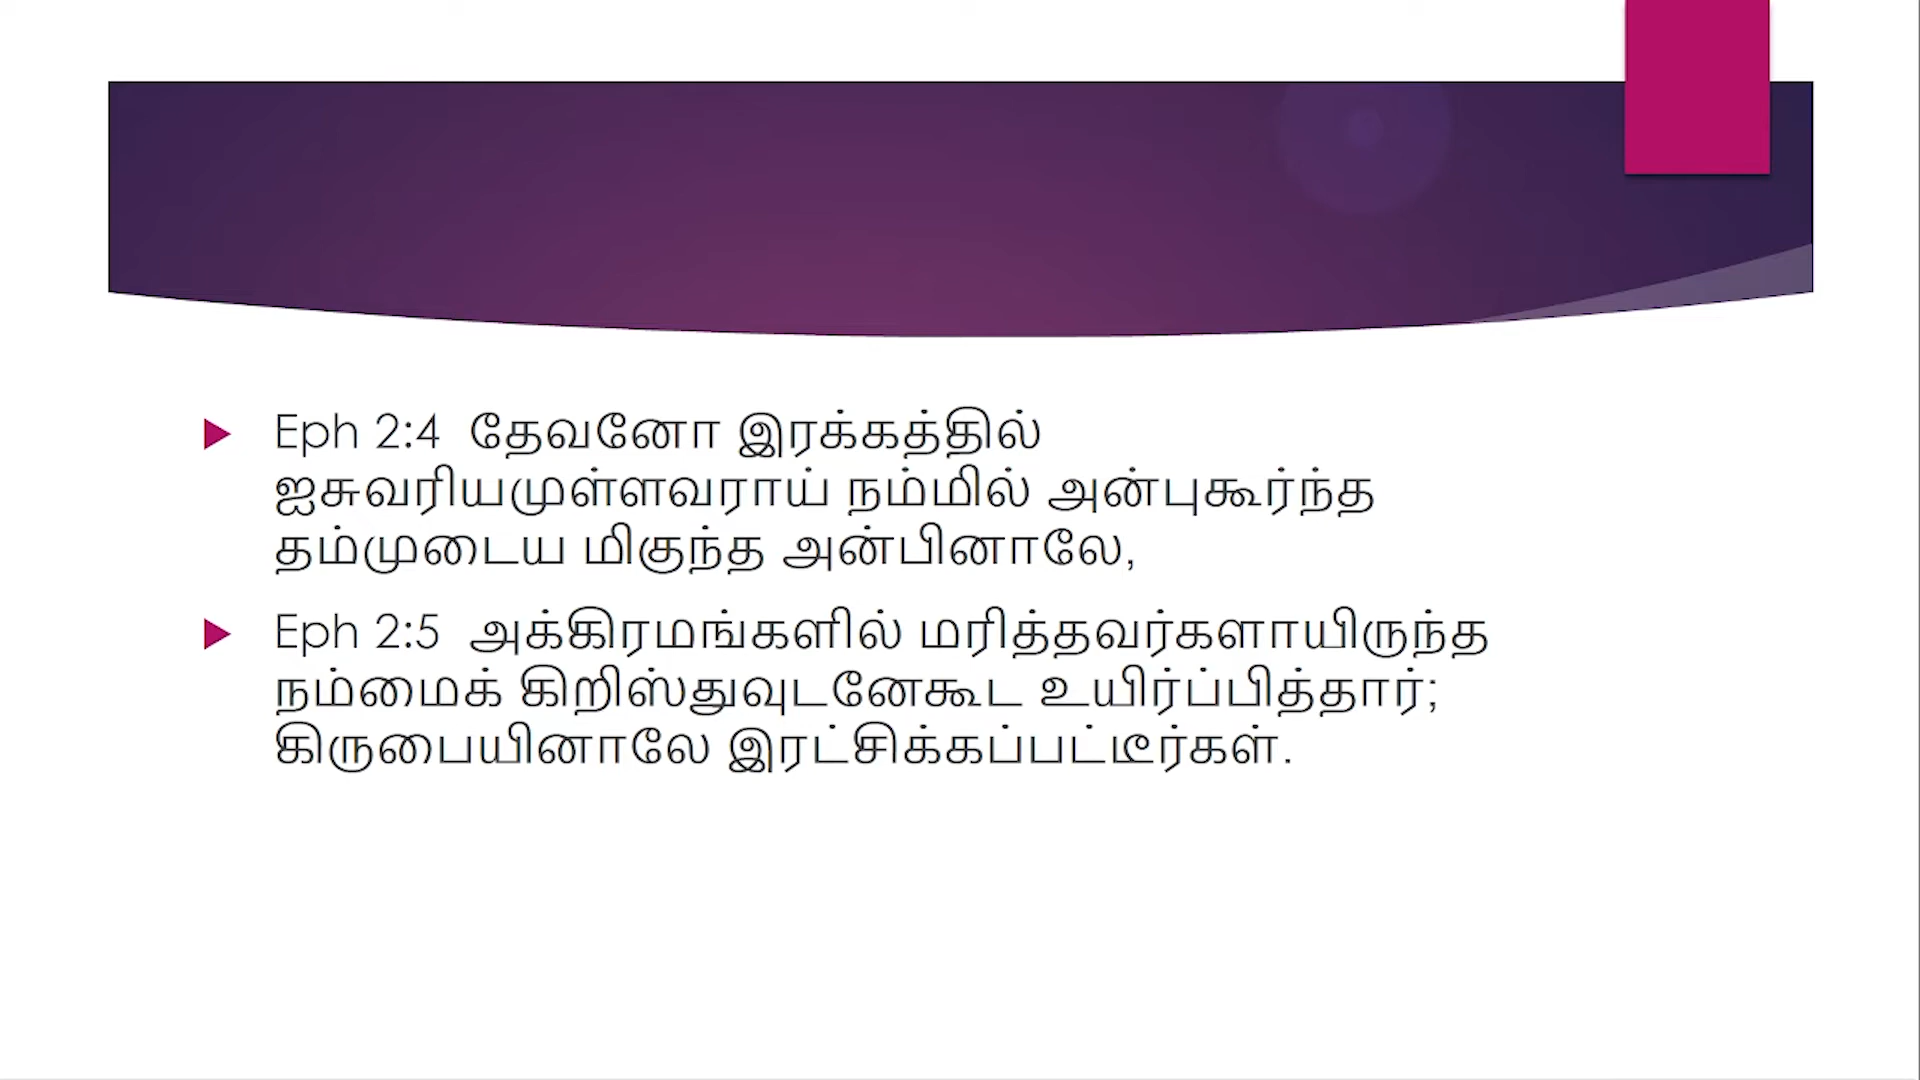 Eph 2:4 தேவனோ இரக்கத்தில்
ஐசுவரியமுள்ளவராய் நம்மில் அன்புகூர்ந்த
தம்முடைய மிகுந்த அன்பினாலே,
Eph 2:5 அக்கிரமங்களில் மரித்தவர்களாயிருந்த
நம்மைக் கிறிஸ்துவுடனேகூட உயிர்ப்பித்தார்;
கிருபையினாலே இரட்சிக்கப்பட்டீர்கள்.